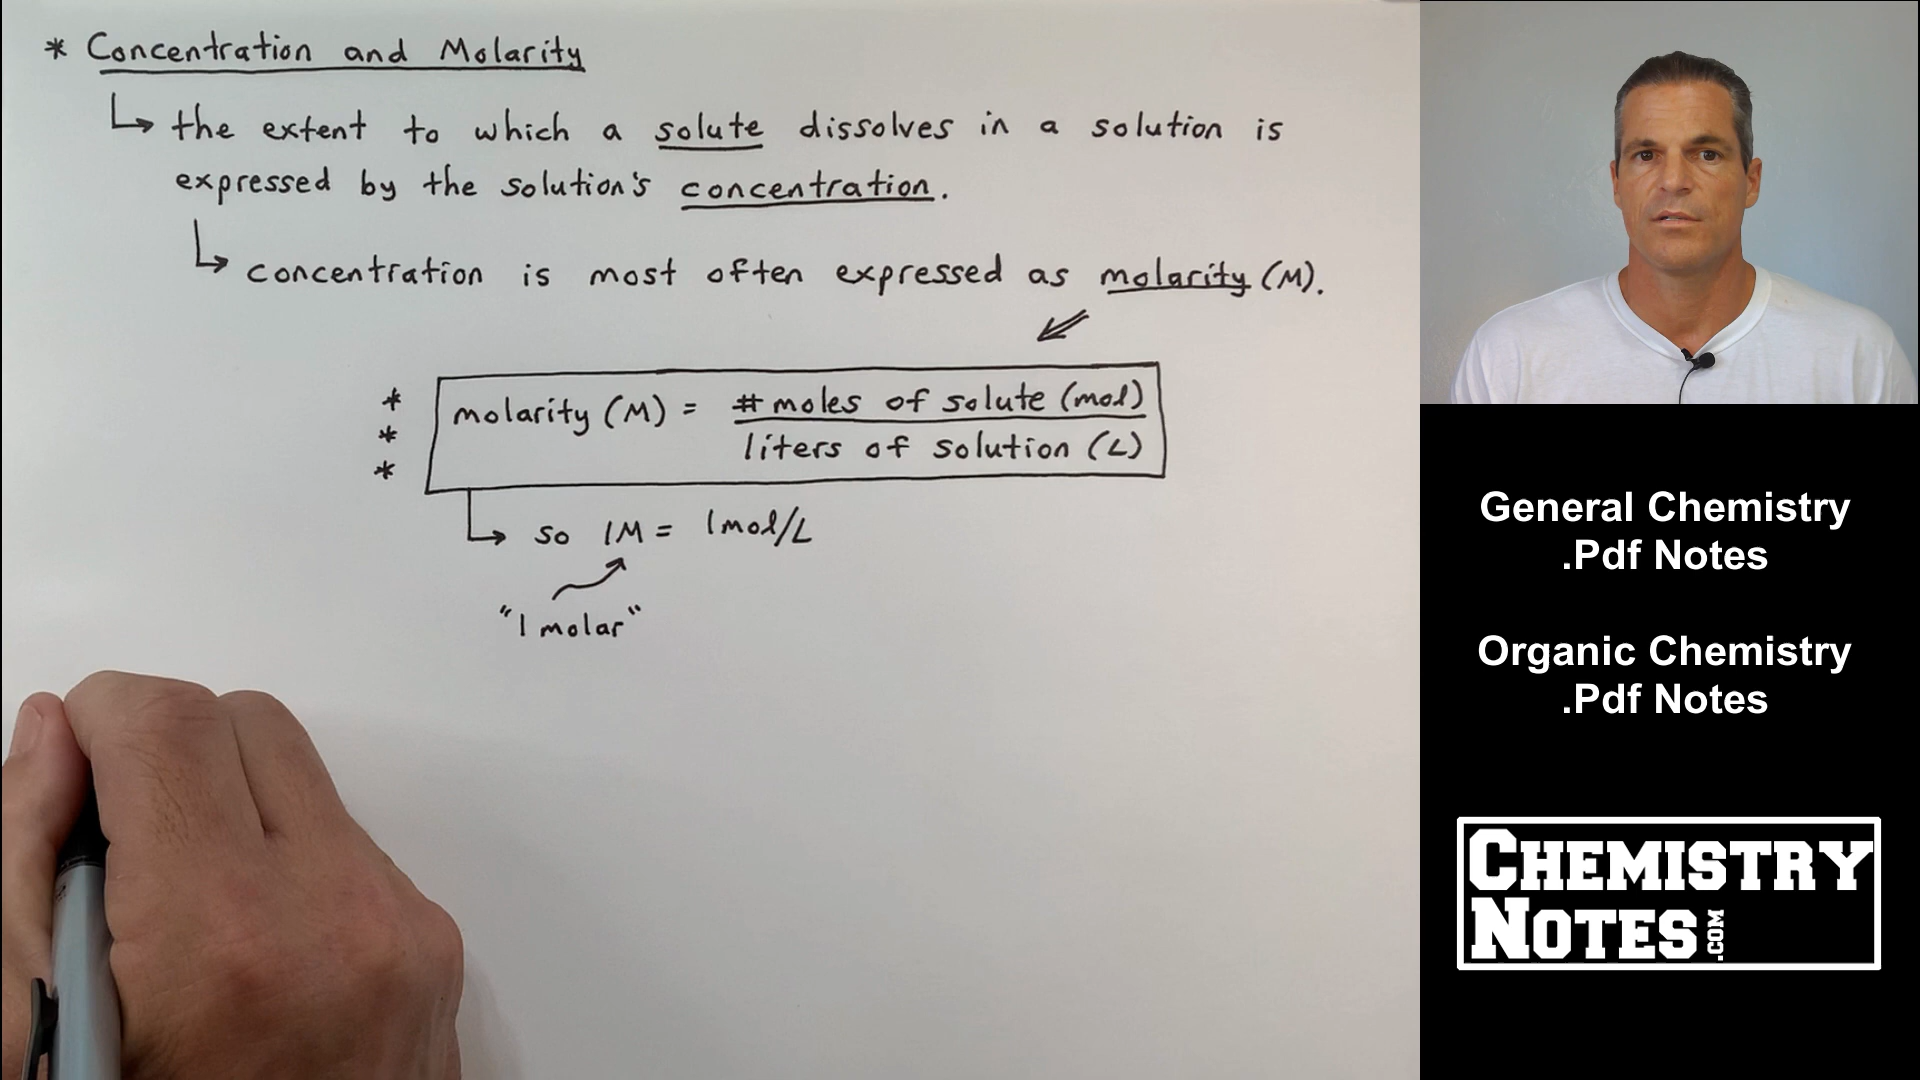 * Concentration and Molarity
↳ the extent to which a solute dissolves in a solution is
expressed by the solution's concentration.
↳ concentration is most often expressed as molarity (M).
* * * molarity (M) = # moles of solute (mol)
liters of solution (L)
↳ so 1M = 1mol/L
"1 molar"
General Chemistry
.Pdf Notes
Organic Chemistry
.Pdf Notes
CHEMISTRY
NOTES.COM